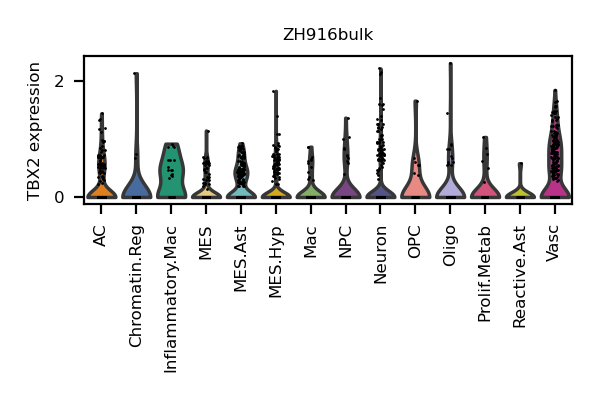 ZH916bulk
TBX2 expression
2
0
AC
Chromatin.Reg
Inflammatory.Mac
MES
MES.Ast
MES.Hyp
Mac
NPC
Neuron
OPC
Oligo
Prolif.Metab
Reactive.Ast
Vasc